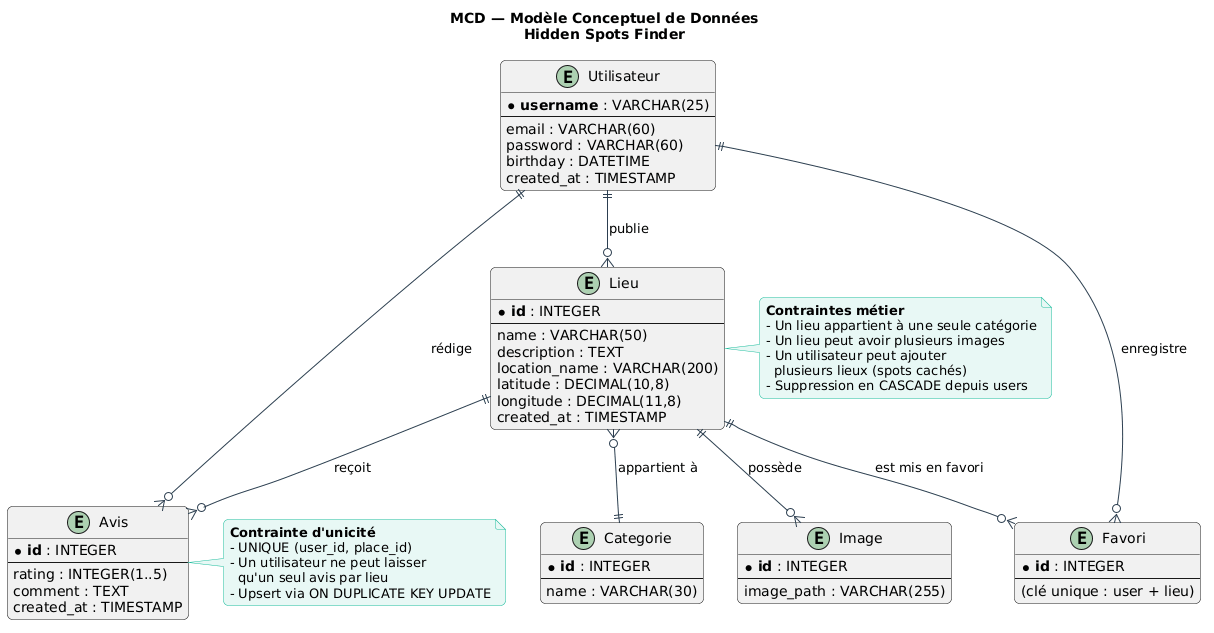 MCD — Modèle Conceptuel de Données
Hidden Spots Finder
E Utilisateur
username : VARCHAR(25)
email : VARCHAR(60)
password : VARCHAR(60)
birthday : DATETIME
created_at : TIMESTAMP
publie
E Lieu
id : INTEGER
name : VARCHAR(50)
description : TEXT
location_name : VARCHAR(200)
latitude : DECIMAL(10,8)
longitude : DECIMAL(11,8)
created_at : TIMESTAMP
Contraintes métier
- Un lieu appartient à une seule catégorie
- Un lieu peut avoir plusieurs images
- Un utilisateur peut ajouter
plusieurs lieux (spots cachés)
- Suppression en CASCADE depuis users
rédige
enregistre
reçoit
appartient à
possède
est mis en favori
E Avis
id : INTEGER
rating : INTEGER(1..5)
comment : TEXT
created_at : TIMESTAMP
Contrainte d'unicité
- UNIQUE (user_id, place_id)
- Un utilisateur ne peut laisser
qu'un seul avis par lieu
- Upsert via ON DUPLICATE KEY UPDATE
E Categorie
id : INTEGER
name : VARCHAR(30)
E Image
id : INTEGER
image_path : VARCHAR(255)
E Favori
id : INTEGER
(clé unique : user + lieu)